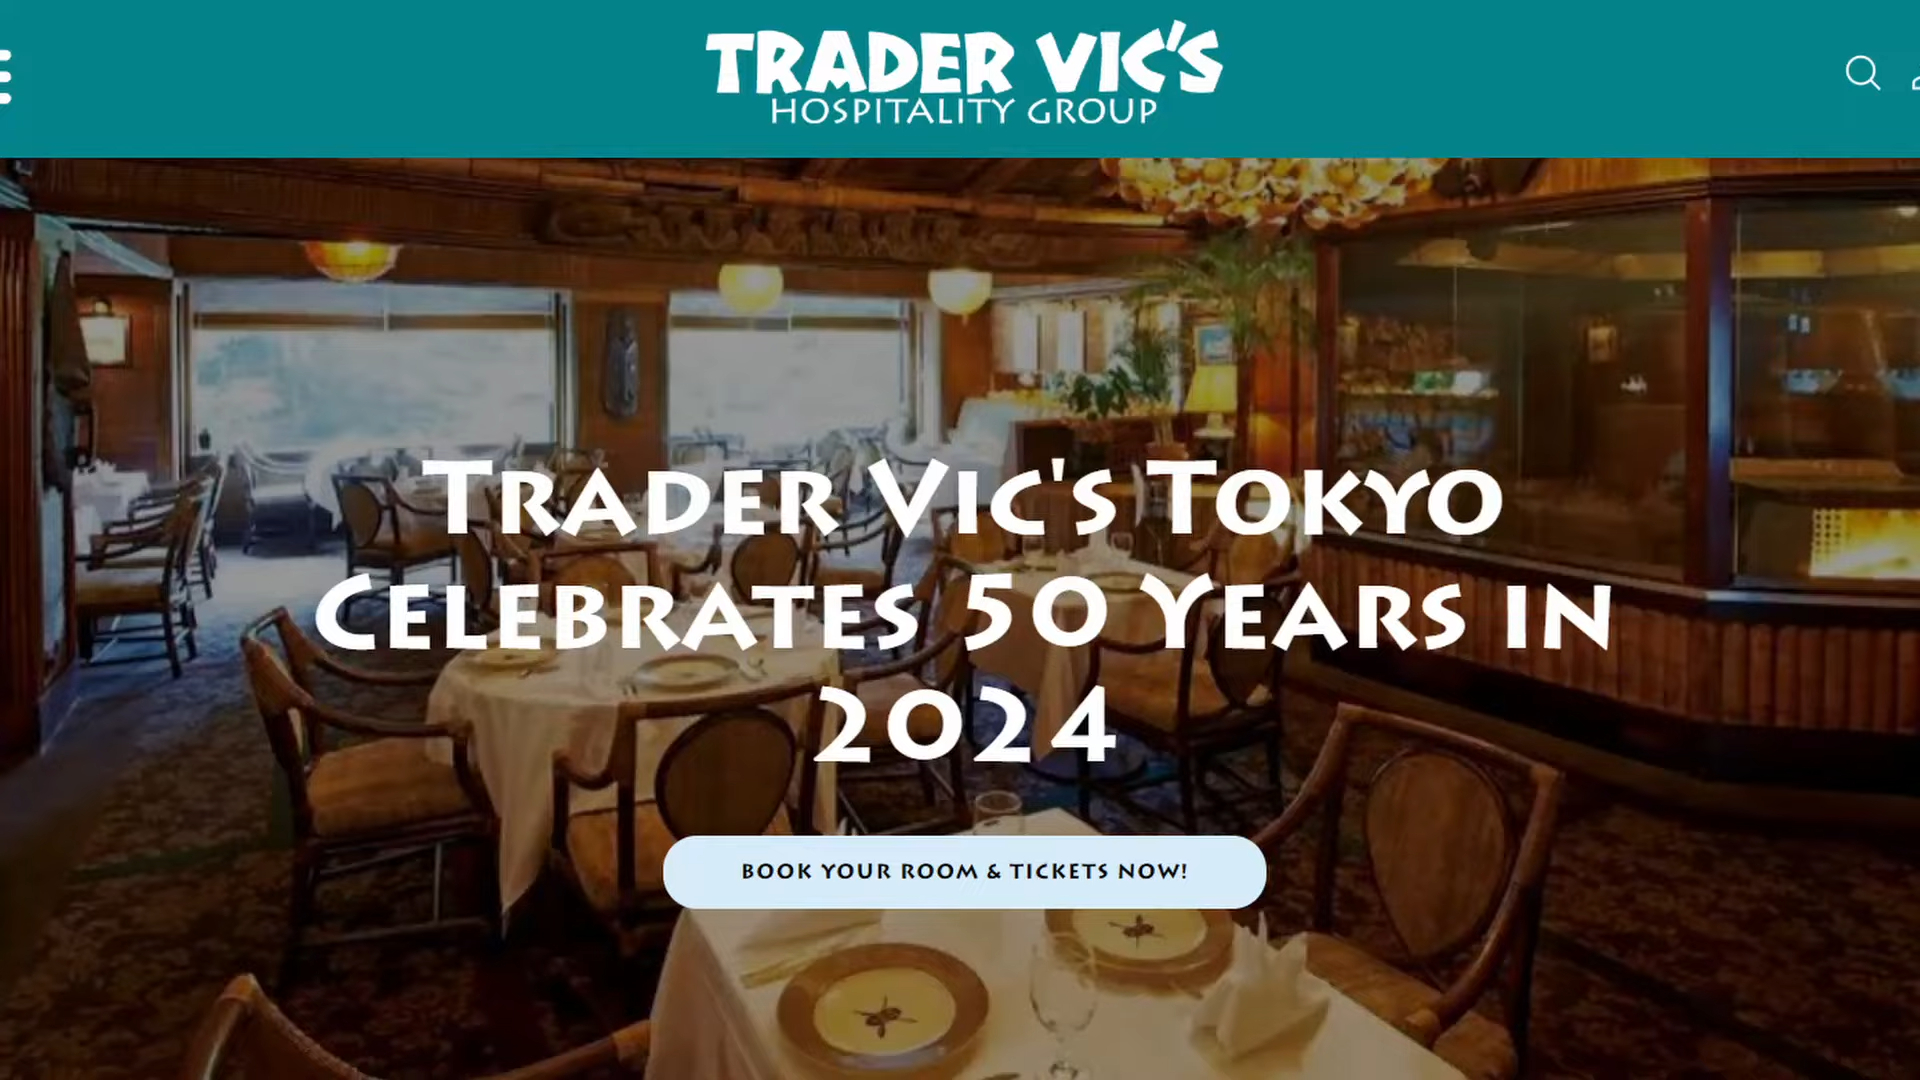 TRADER VIC'S
HOSPITALITY GROUP
TRADER VIC'S TOKYO
CELEBRATES 50 YEARS IN
2024
BOOK YOUR ROOM & TICKETS NOW!